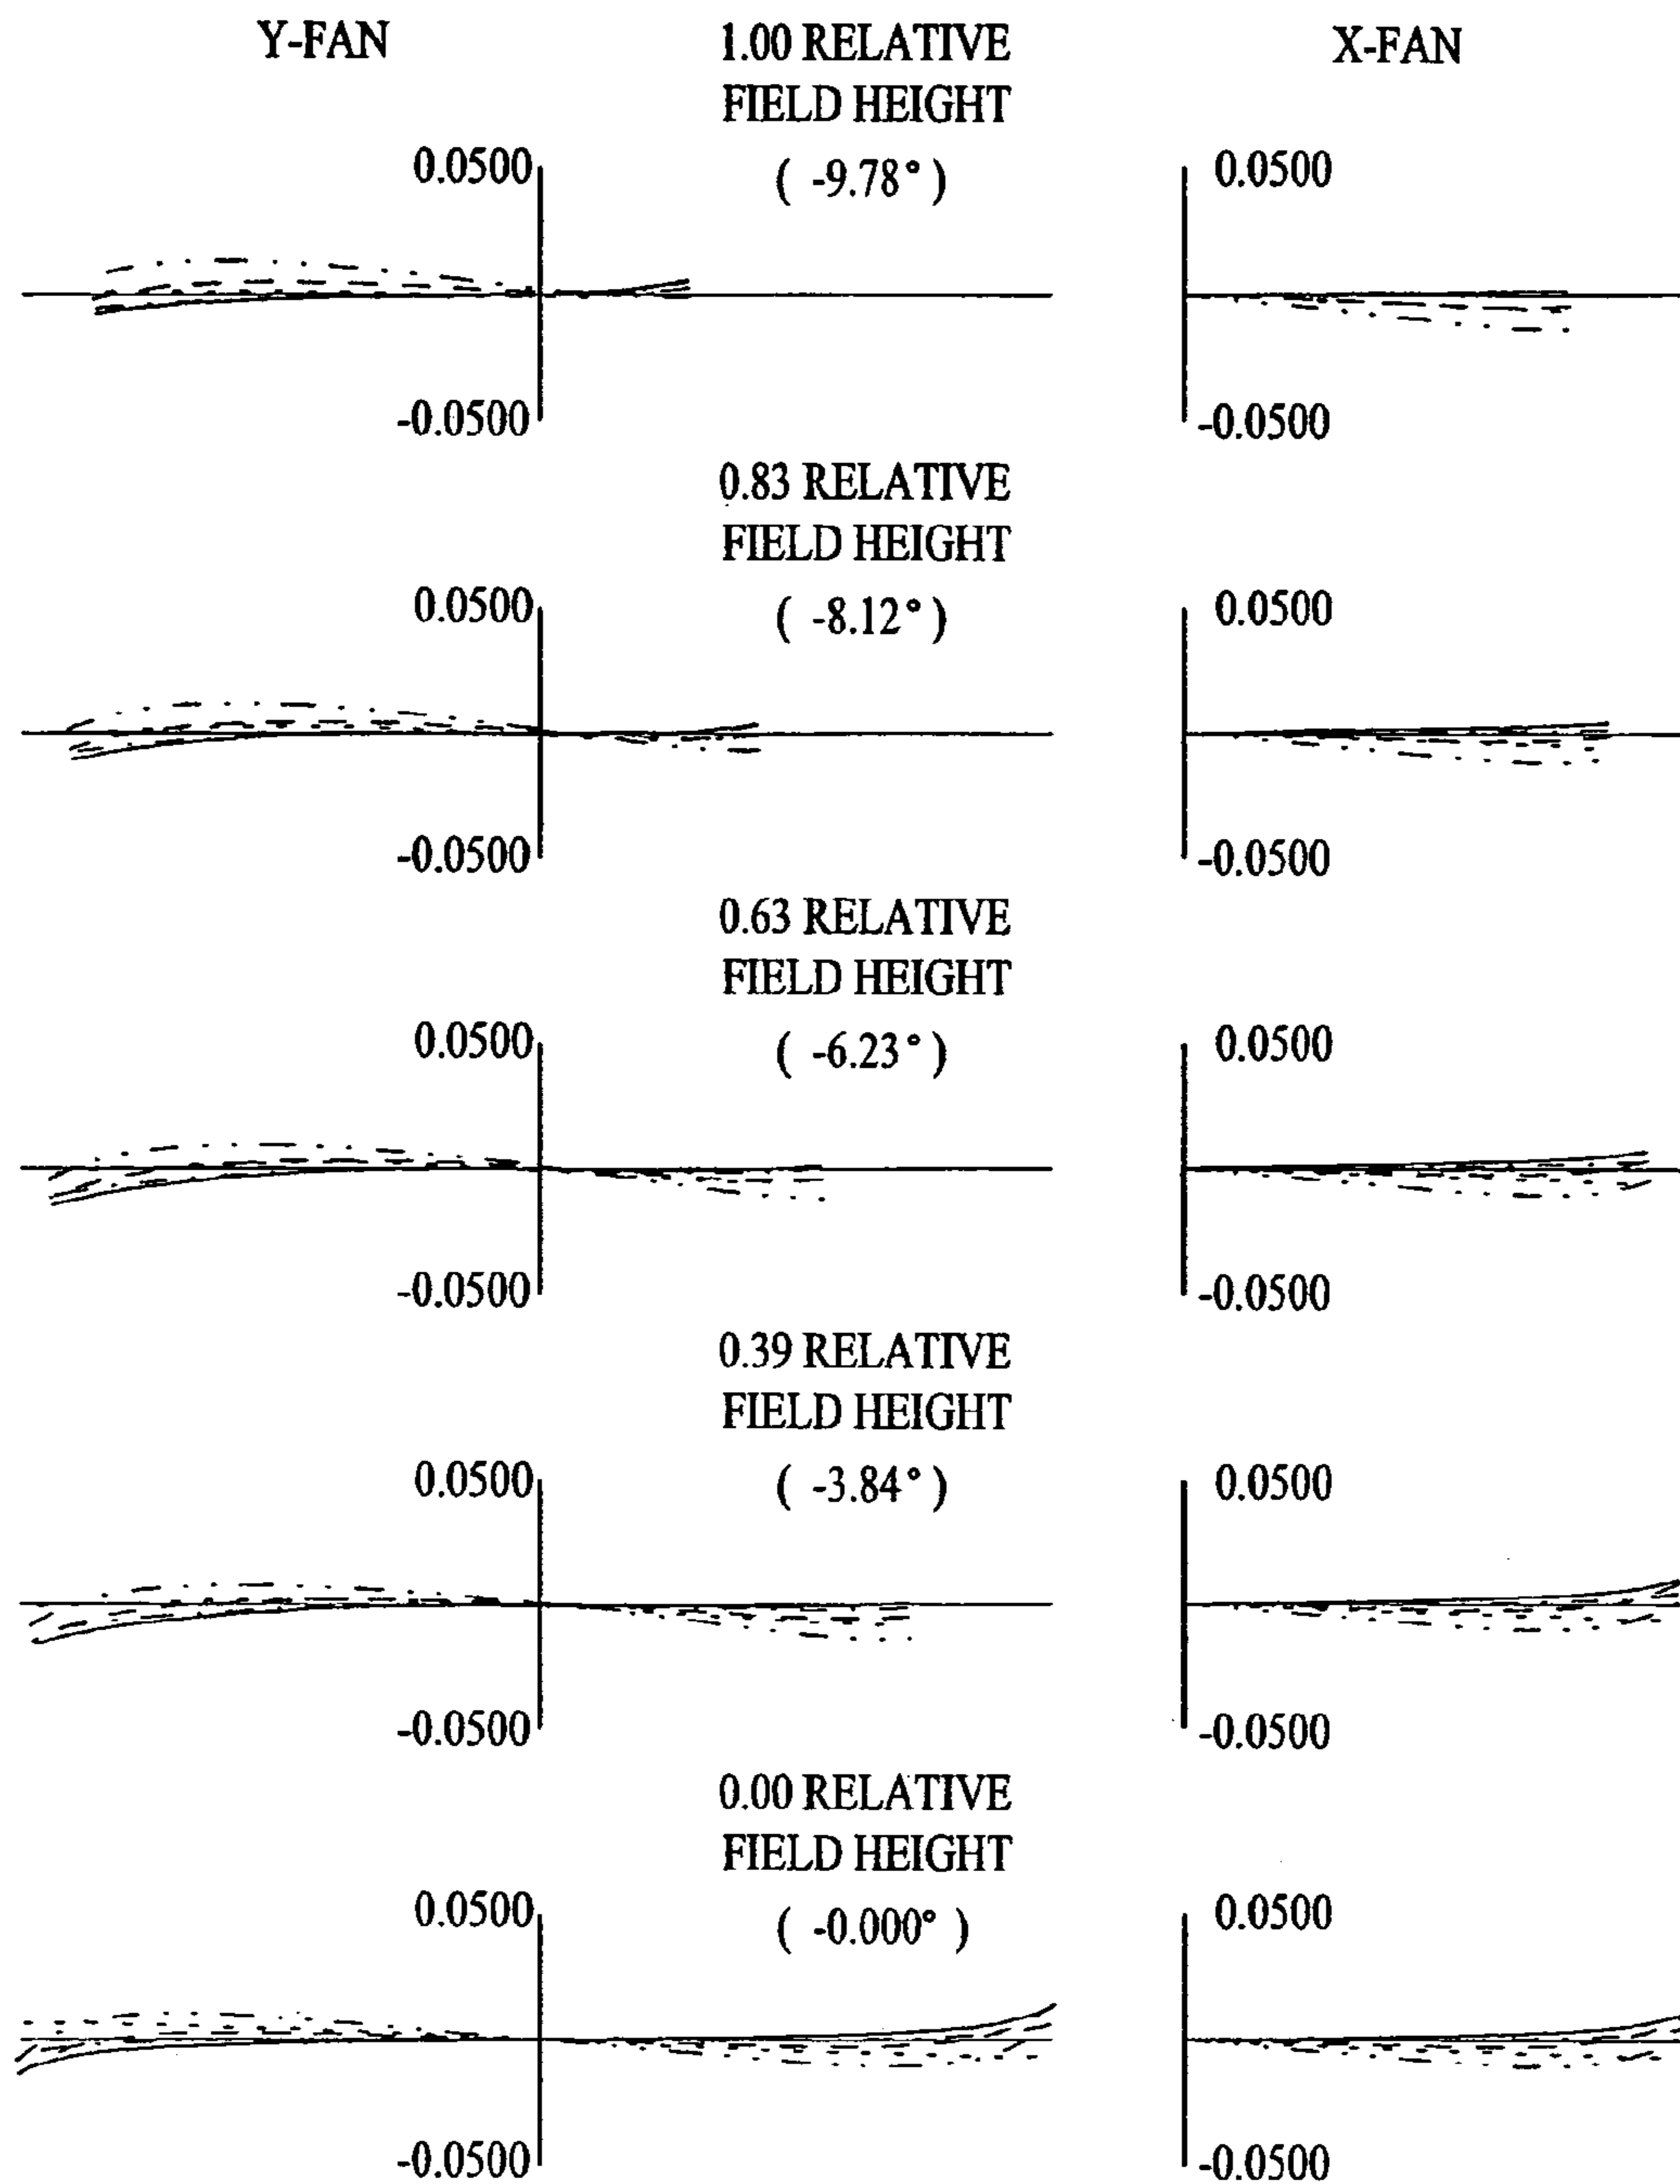 Y-FAN
1.00 RELATIVE
FIELD HEIGHT
( -9.78° )
X-FAN
0.0500
0.0500
-0.0500
-0.0500
0.83 RELATIVE
FIELD HEIGHT
( -8.12° )
0.0500
0.0500
-0.0500
-0.0500
0.63 RELATIVE
FIELD HEIGHT
( -6.23° )
0.0500
0.0500
-0.0500
-0.0500
0.39 RELATIVE
FIELD HEIGHT
( -3.84° )
0.0500
0.0500
-0.0500
-0.0500
0.00 RELATIVE
FIELD HEIGHT
( -0.000° )
0.0500
0.0500
-0.0500
-0.0500